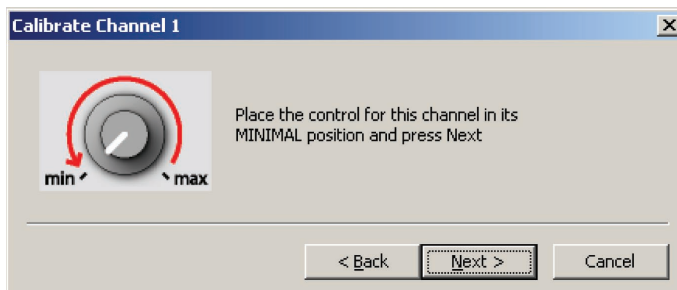 Calibrate Channel 1
Place the control for this channel in its
MINIMAL position and press Next
min
max
< Back
Next >
Cancel